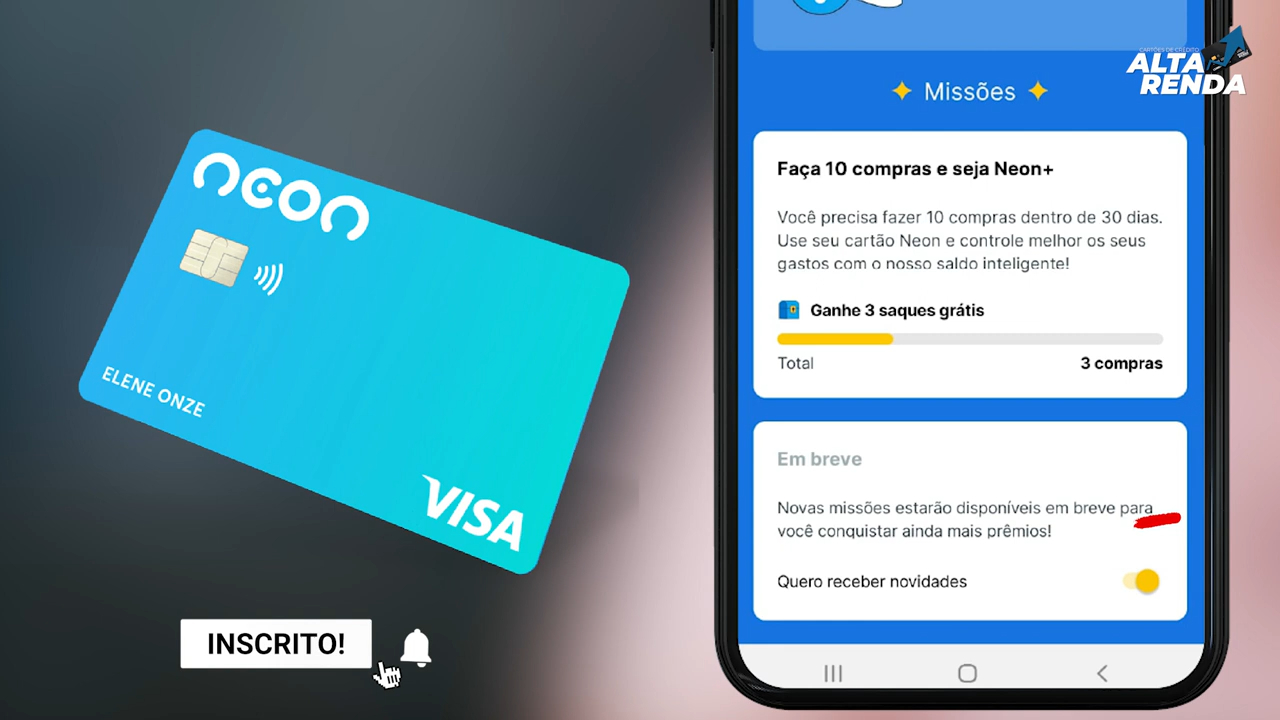 neon
ELENE ONZE
VISA
INSCRITO!
CARTÕES DE CRÉDITO
ALTA
RENDA
Missões
Faça 10 compras e seja Neon+
Você precisa fazer 10 compras dentro de 30 dias.
Use seu cartão Neon e controle melhor os seus
gastos com o nosso saldo inteligente!
Ganhe 3 saques grátis
Total
3 compras
Em breve
Novas missões estarão disponíveis em breve para
você conquistar ainda mais prêmios!
Quero receber novidades